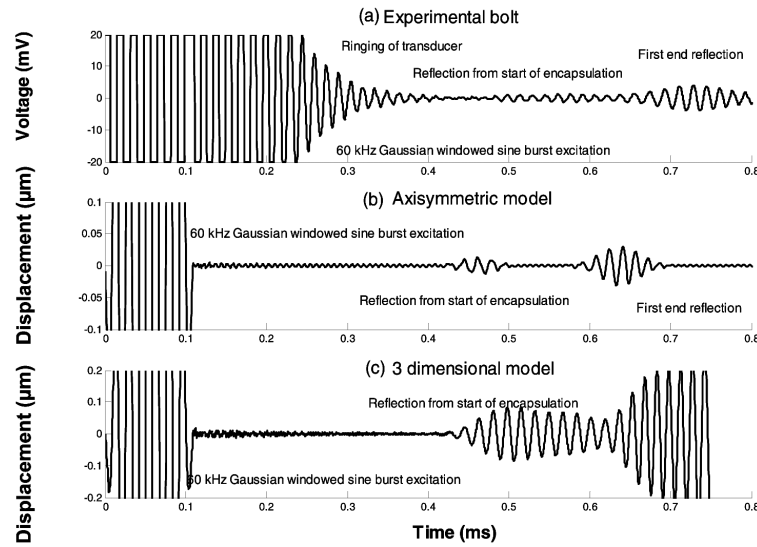 (a) Experimental bolt
Voltage (mV)
20
10
0
-10
-20
Ringing of transducer
Reflection from start of encapsulation
First end reflection
60 kHz Gaussian windowed sine burst excitation
0 0.1 0.2 0.3 0.4 0.5 0.6 0.7 0.8
(b) Axisymmetric model
Displacement (µm)
0.1
0.05
0
-0.05
-0.1
60 kHz Gaussian windowed sine burst excitation
Reflection from start of encapsulation
First end reflection
0 0.1 0.2 0.3 0.4 0.5 0.6 0.7 0.8
(c) 3 dimensional model
Displacement (µm)
0.2
0.1
0
-0.1
-0.2
Reflection from start of encapsulation
60 kHz Gaussian windowed sine burst excitation
0 0.1 0.2 0.3 0.4 0.5 0.6 0.7 0.8
Time (ms)